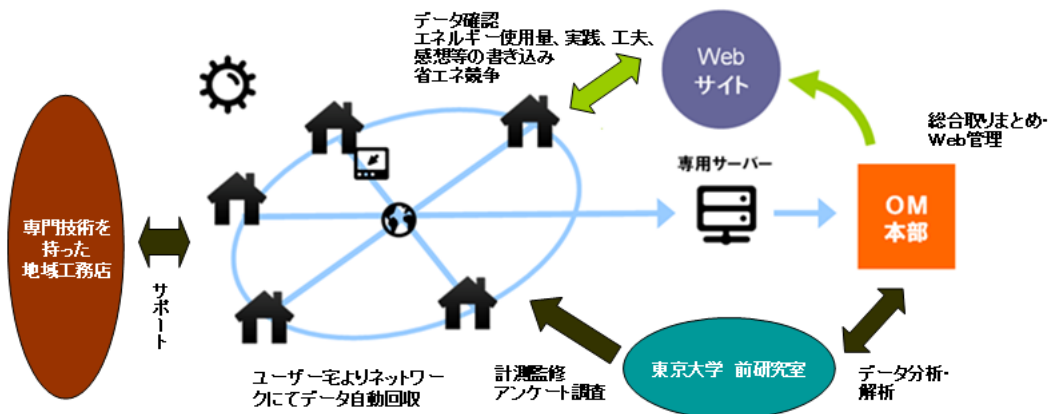 データ確認
エネルギー使用量、実践、工夫、
感想等の書き込み
省エネ競争
Web
サイト
総合取りまとめ・
Web管理
専用サーバー
OM
本部
専門技術を
持った
地域工務店
サポート
ユーザー宅よりネットワー
クにてデータ自動回収
計測監修
アンケート調査
東京大学 前研究室
データ分析・
解析